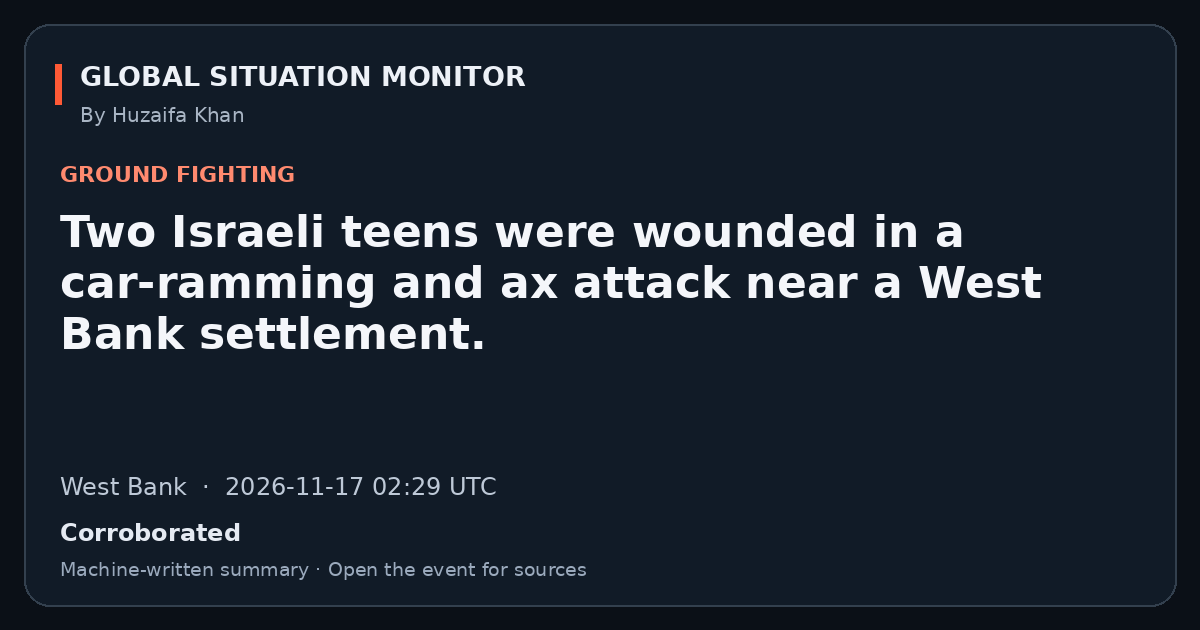 GLOBAL SITUATION MONITOR
By Huzaifa Khan
GROUND FIGHTING
Two Israeli teens were wounded in a
car-ramming and ax attack near a West
Bank settlement.
West Bank · 2026-11-17 02:29 UTC
Corroborated
Machine-written summary · Open the event for sources